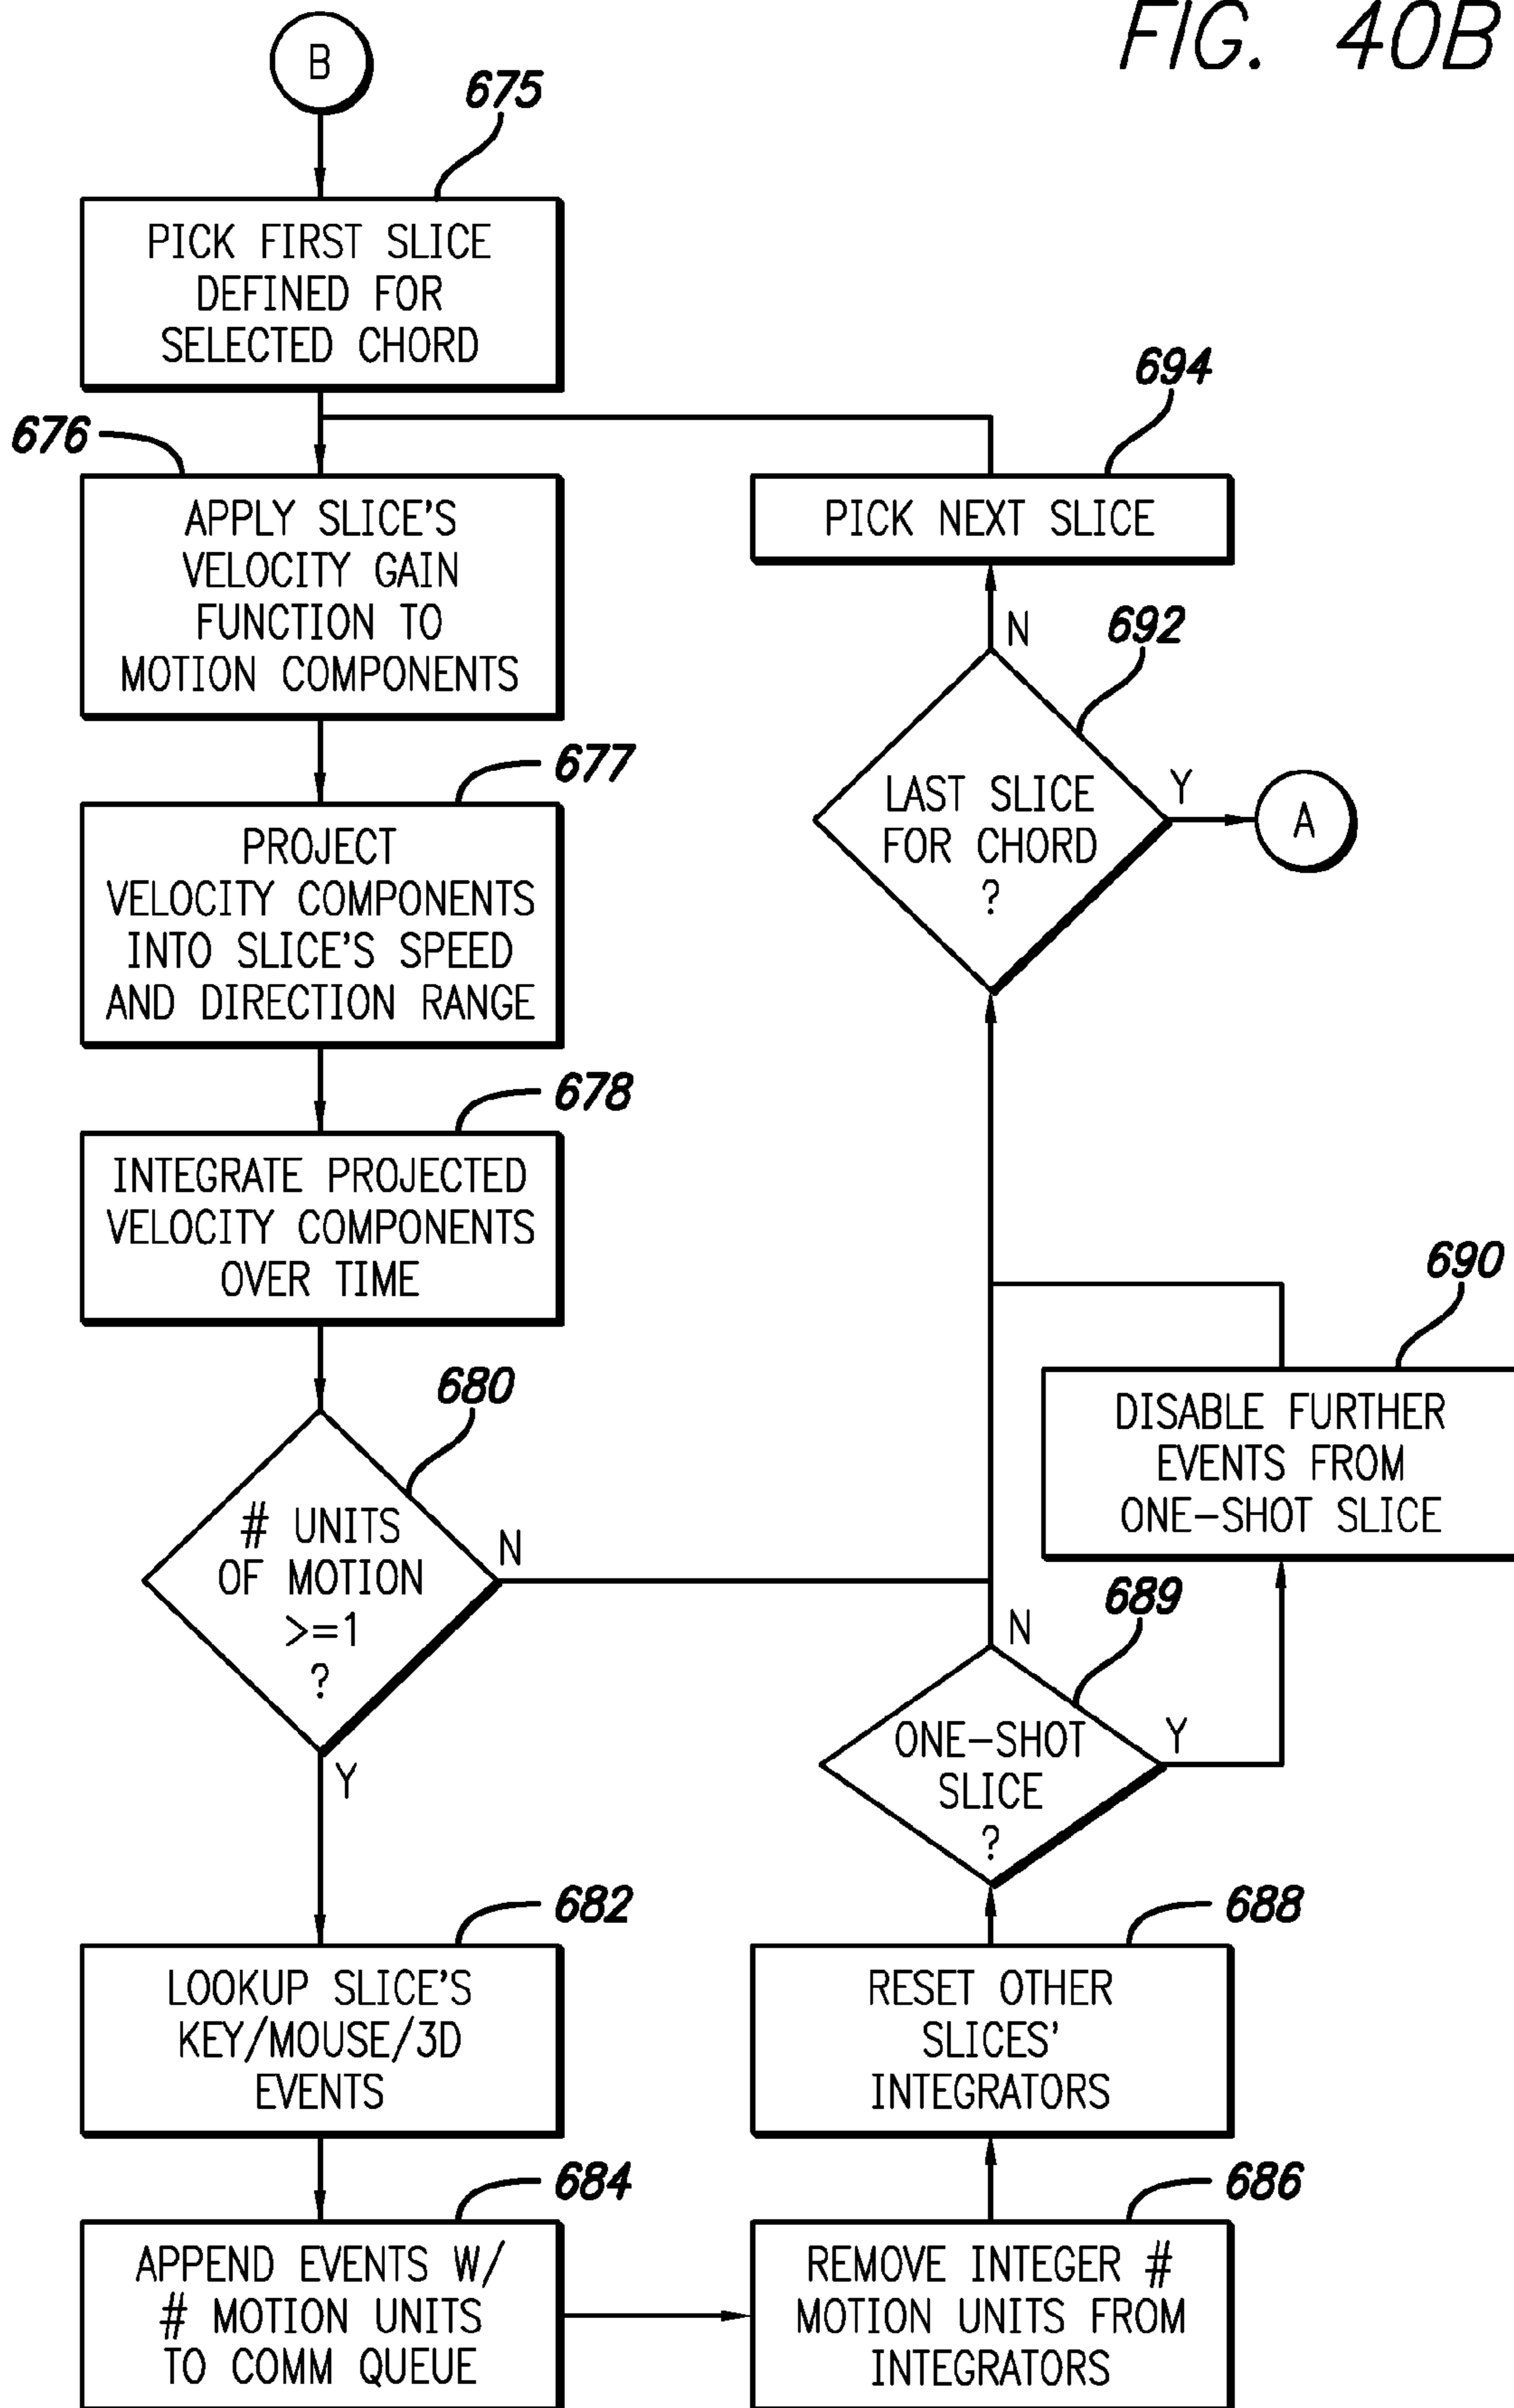 FIG. 40B
B
675
PICK FIRST SLICE
DEFINED FOR
SELECTED CHORD
676
APPLY SLICE'S
VELOCITY GAIN
FUNCTION TO
MOTION COMPONENTS
677
PROJECT
VELOCITY COMPONENTS
INTO SLICE'S SPEED
AND DIRECTION RANGE
678
INTEGRATE PROJECTED
VELOCITY COMPONENTS
OVER TIME
680
# UNITS
OF MOTION
>=1
?
N
Y
682
LOOKUP SLICE'S
KEY/MOUSE/3D
EVENTS
684
APPEND EVENTS W/
# MOTION UNITS
TO COMM QUEUE
686
REMOVE INTEGER #
MOTION UNITS FROM
INTEGRATORS
688
RESET OTHER
SLICES'
INTEGRATORS
689
ONE-SHOT
SLICE
?
N
Y
690
DISABLE FURTHER
EVENTS FROM
ONE-SHOT SLICE
692
LAST SLICE
FOR CHORD
?
Y
A
N
694
PICK NEXT SLICE